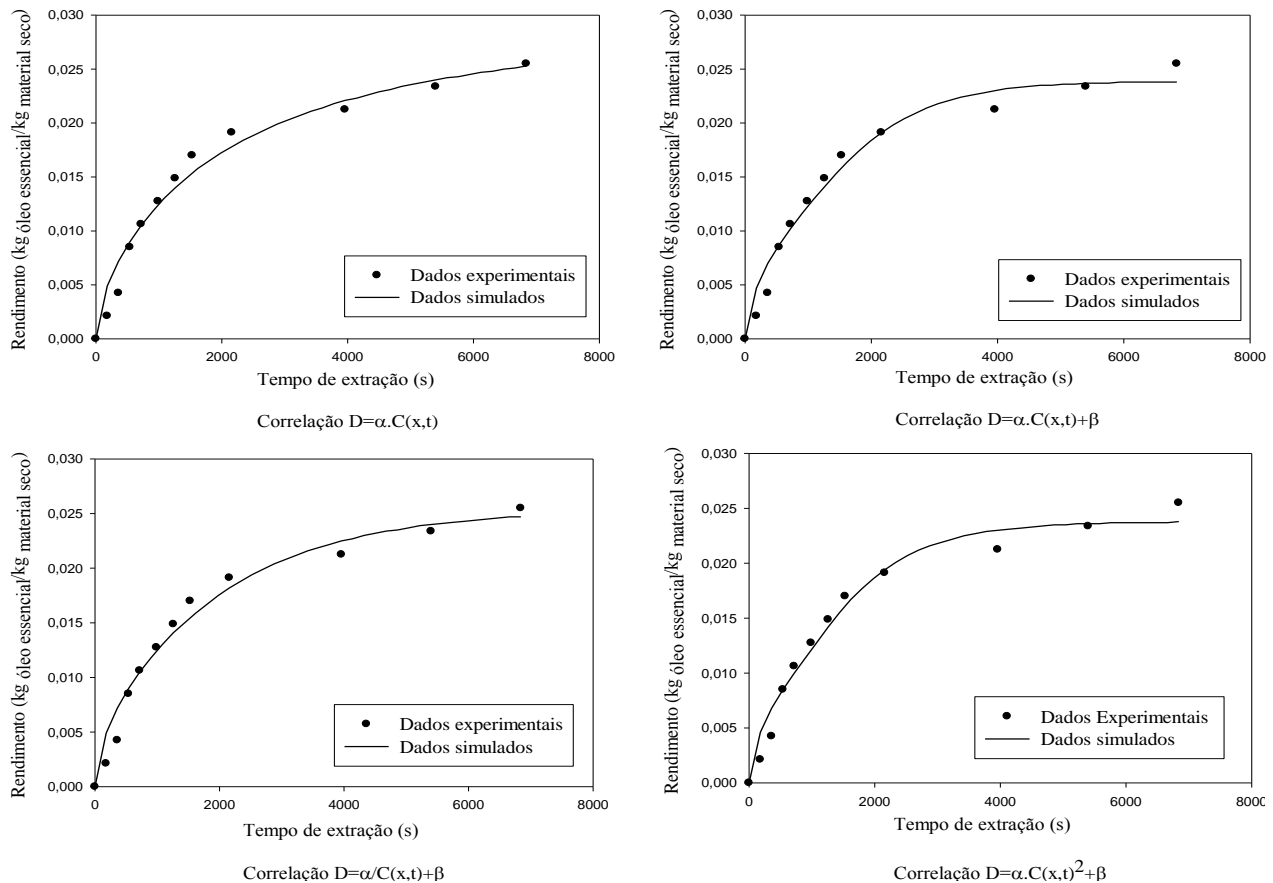 Rendimento (kg óleo essencial/kg material seco)
0,030
0,025
0,020
0,015
0,010
0,005
0,000
0 2000 4000 6000 8000
Dados experimentais
Dados simulados
Tempo de extração (s)
Correlação D=α.C(x,t)
Rendimento (kg óleo essencial/kg material seco)
0,030
0,025
0,020
0,015
0,010
0,005
0,000
0 2000 4000 6000 8000
Dados experimentais
Dados simulados
Tempo de extração (s)
Correlação D=α.C(x,t)+β
Rendimento (kg óleo essencial/kg material seco)
0,030
0,025
0,020
0,015
0,010
0,005
0,000
0 2000 4000 6000 8000
Dados experimentais
Dados simulados
Tempo de extração (s)
Correlação D=α/C(x,t)+β
Rendimento (kg óleo essencial/kg material seco)
0,030
0,025
0,020
0,015
0,010
0,005
0,000
0 2000 4000 6000 8000
Dados Experimentais
Dados simulados
Tempo de extração (s)
Correlação D=α.C(x,t)²+β